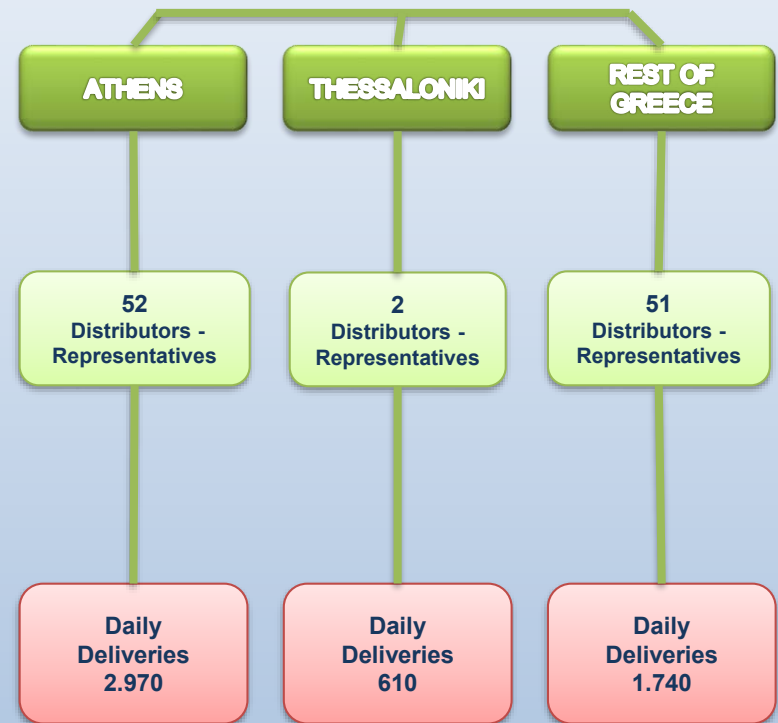 ATHENS
THESSALONIKI
REST OF
GREECE
52
Distributors -
Representatives
2
Distributors -
Representatives
51
Distributors -
Representatives
Daily
Deliveries
2.970
Daily
Deliveries
610
Daily
Deliveries
1.740